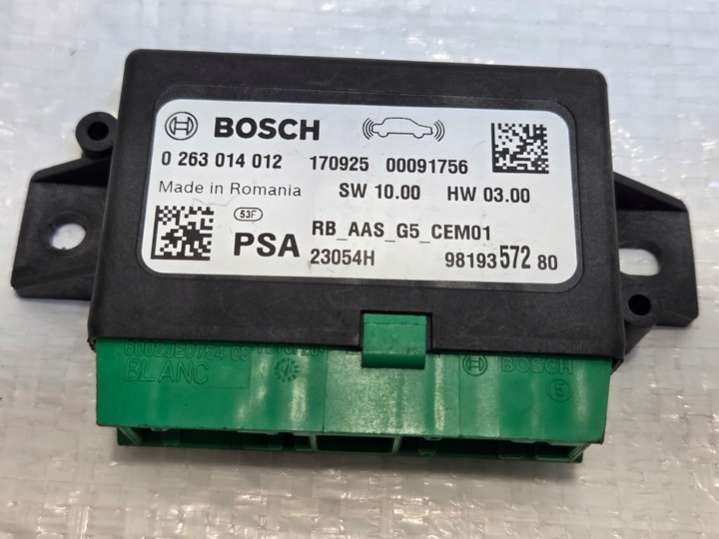 BOSCH
0 263 014 012 170925 00091756
Made in Romania SW 10.00 HW 03.00
53F
PSA RB_AAS_G5_CEM01
23054H 98193 572 80
BLANC
BOSCH